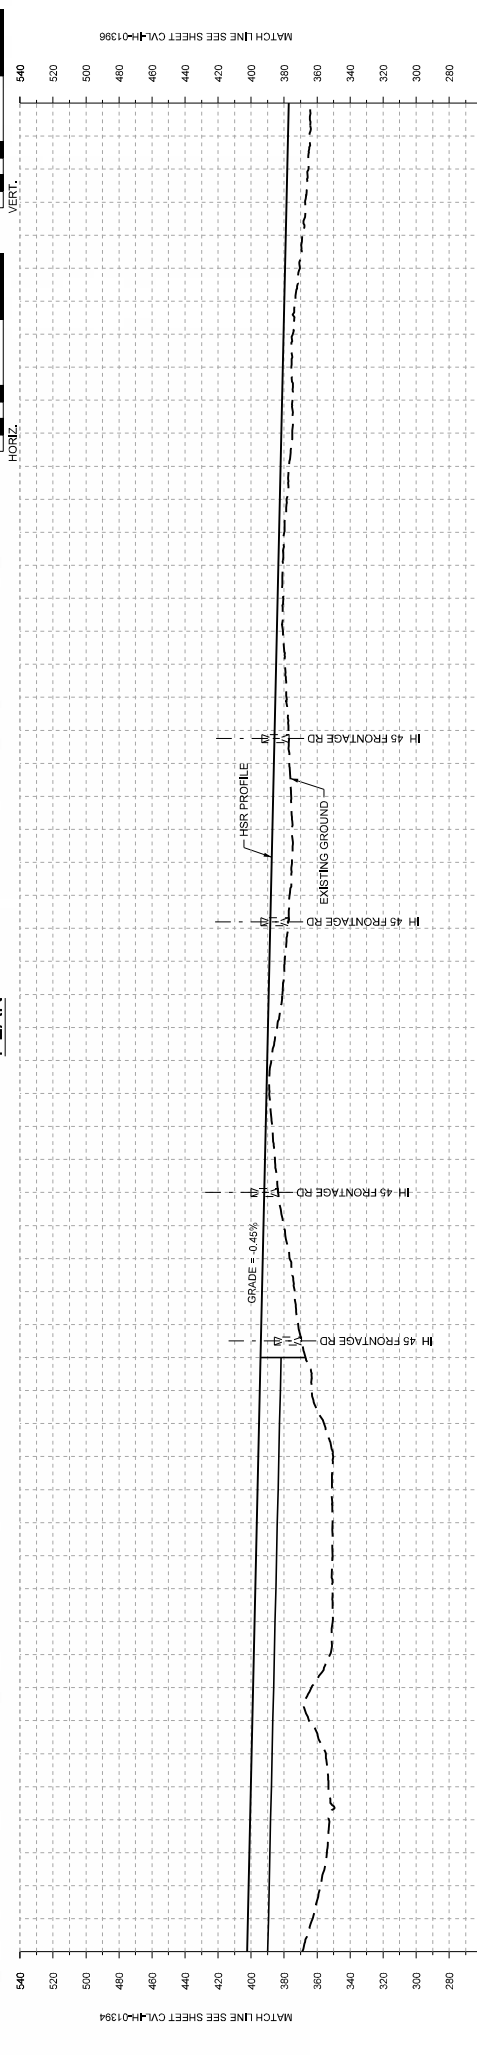 MATCH LINE SEE SHEET CVL-IH-01396
540 520 500 480 460 440 420 400 380 360 340 320 300 280
VERT.
HORIZ.
HSR PROFILE
EXISTING GROUND
IH 45 FRONTAGE RD
IH 45 FRONTAGE RD
IH 45 FRONTAGE RD
IH 45 FRONTAGE RD
GRADE = -0.45%
540 520 500 480 460 440 420 400 380 360 340 320 300 280
MATCH LINE SEE SHEET CVL-IH-01394